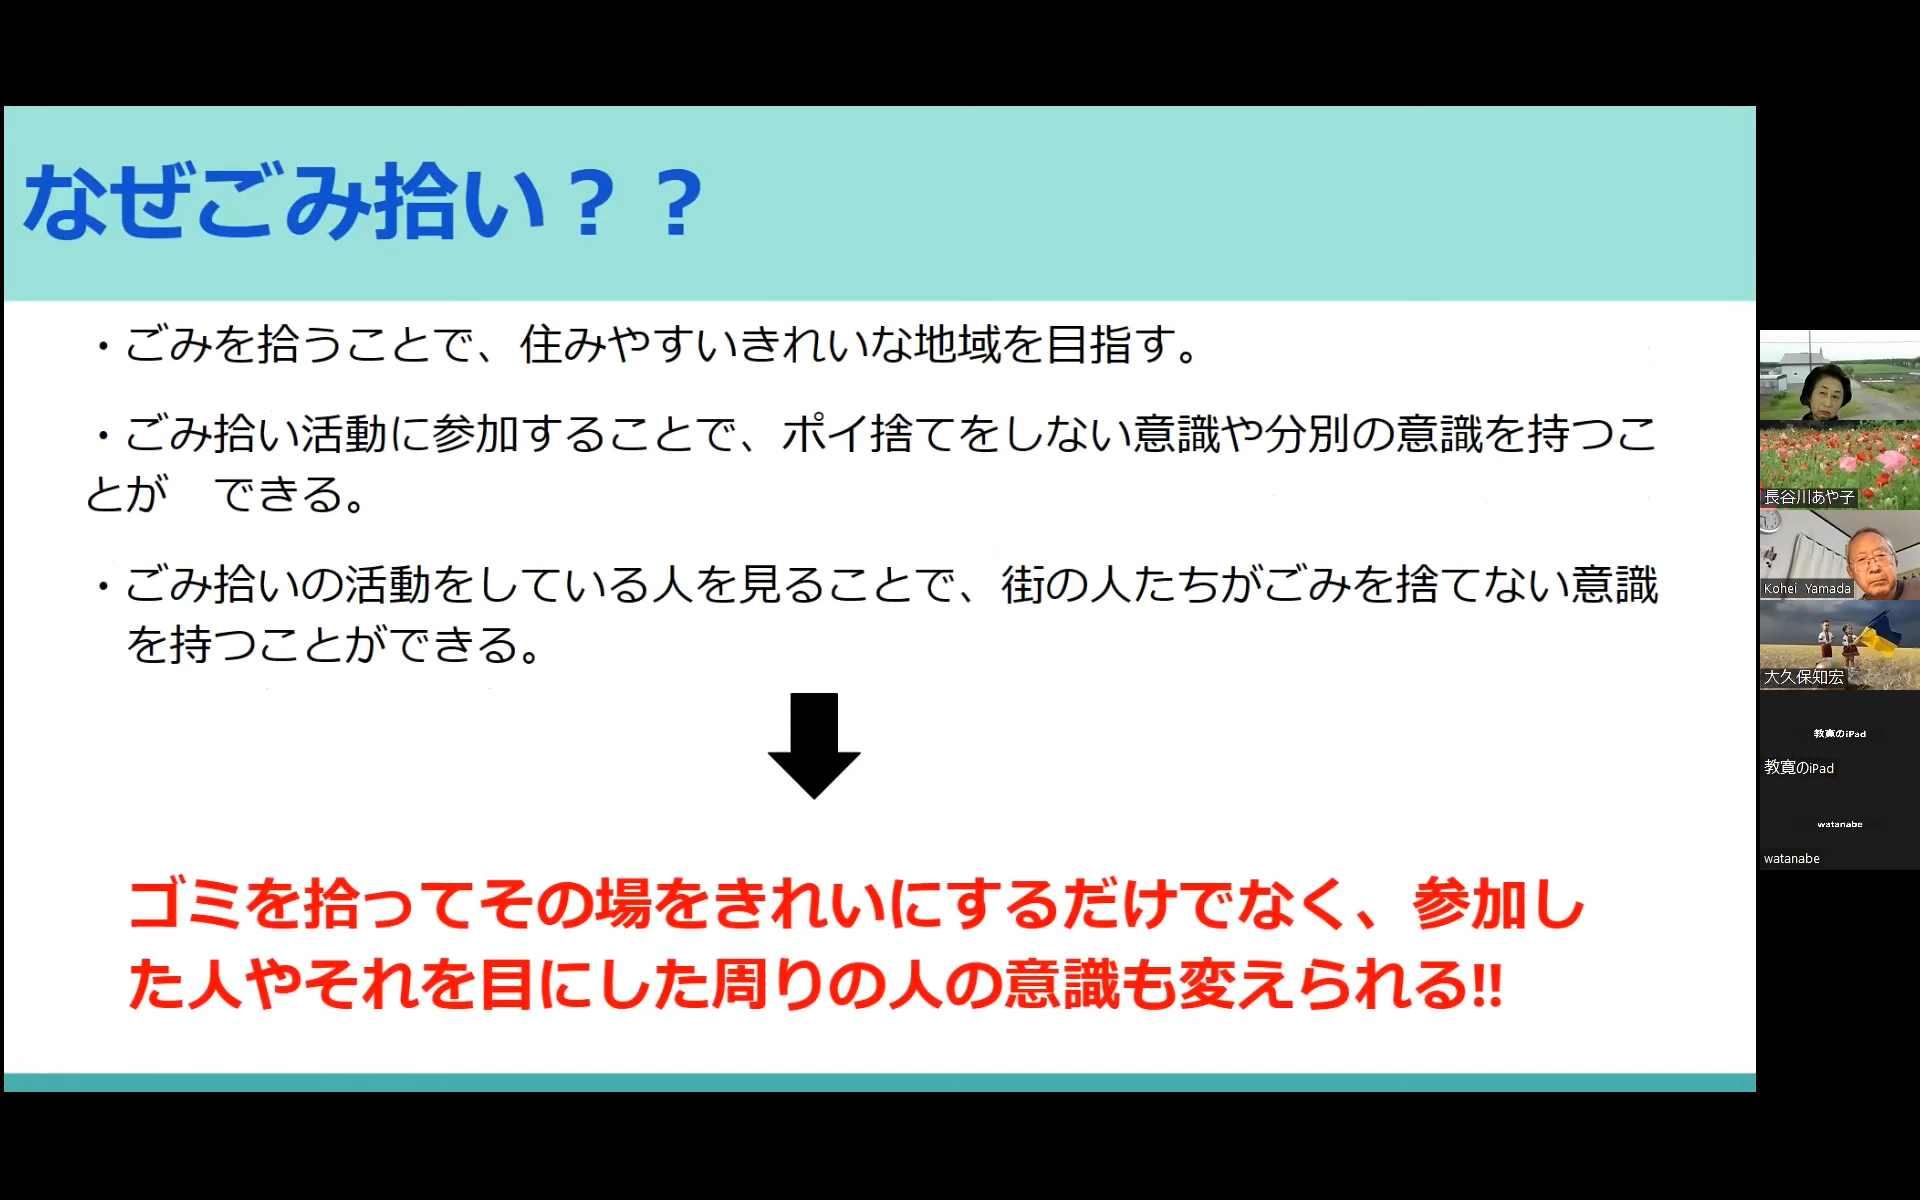 なぜごみ拾い？？
・ごみを拾うことで、住みやすいきれいな地域を目指す。
・ごみ拾い活動に参加することで、ポイ捨てをしない意識や分別の意識を持つこ
とが　できる。
・ごみ拾いの活動をしている人を見ることで、街の人たちがごみを捨てない意識
を持つことができる。
ゴミを拾ってその場をきれいにするだけでなく、参加し
た人やそれを目にした周りの人の意識も変えられる!!
長谷川あや子
Kohei Yamada
大久保知宏
教寛のiPad
教寛のiPad
watanabe
watanabe